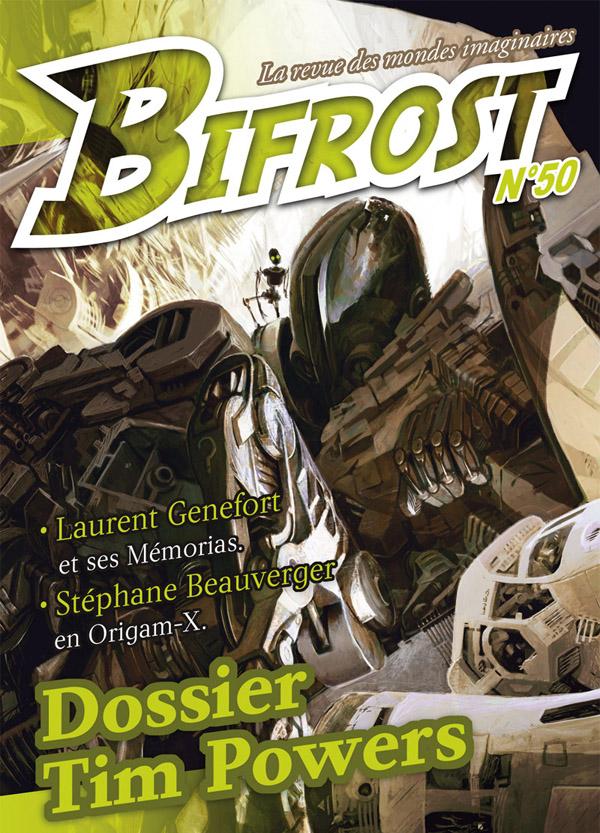 La revue des mondes imaginaires
BIFROST
N°50
• Laurent Genefort
et ses Mémorias.
• Stéphane Beauverger
en Origam-X.
Dossier
Tim Powers